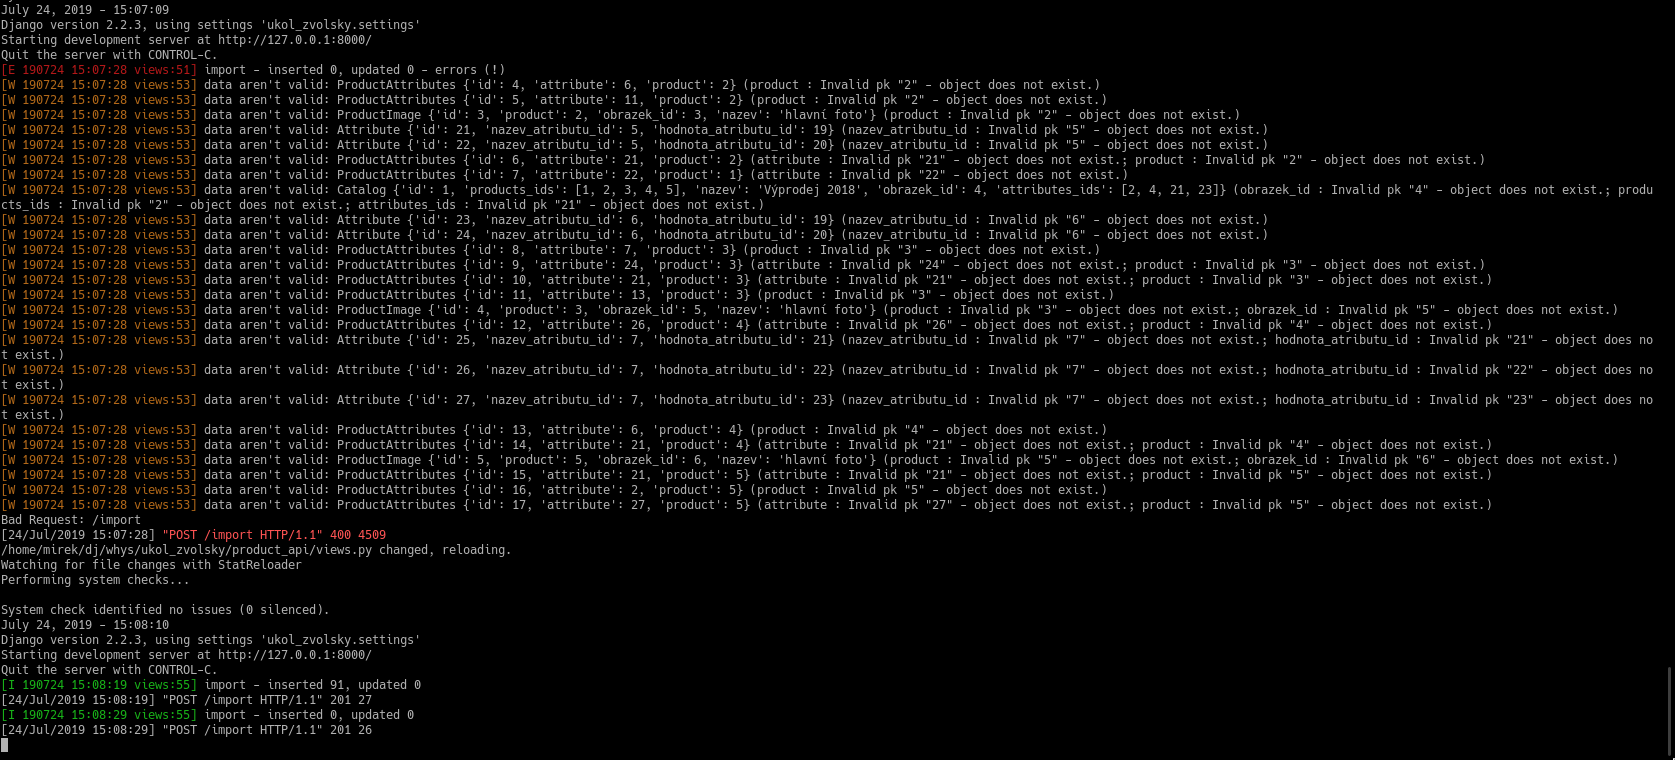 July 24, 2019 - 15:07:09
Django version 2.2.3, using settings 'ukol_zvolsky.settings'
Starting development server at http://127.0.0.1:8000/
Quit the server with CONTROL-C.
[E 190724 15:07:28 views:51] import - inserted 0, updated 0 - errors (!)
[W 190724 15:07:28 views:53] data aren't valid: ProductAttributes {'id': 4, 'attribute': 6, 'product': 2} (product : Invalid pk "2" - object does not exist.)
[W 190724 15:07:28 views:53] data aren't valid: ProductAttributes {'id': 5, 'attribute': 11, 'product': 2} (product : Invalid pk "2" - object does not exist.)
[W 190724 15:07:28 views:53] data aren't valid: ProductImage {'id': 3, 'product': 2, 'obrazek_id': 3, 'nazev': 'hlavní foto'} (product : Invalid pk "2" - object does not exist.)
[W 190724 15:07:28 views:53] data aren't valid: Attribute {'id': 21, 'nazev_atributu_id': 5, 'hodnota_atributu_id': 19} (nazev_atributu_id : Invalid pk "5" - object does not exist.)
[W 190724 15:07:28 views:53] data aren't valid: Attribute {'id': 22, 'nazev_atributu_id': 5, 'hodnota_atributu_id': 20} (nazev_atributu_id : Invalid pk "5" - object does not exist.)
[W 190724 15:07:28 views:53] data aren't valid: ProductAttributes {'id': 6, 'attribute': 21, 'product': 2} (attribute : Invalid pk "21" - object does not exist.; product : Invalid pk "2" - object does not exist.)
[W 190724 15:07:28 views:53] data aren't valid: ProductAttributes {'id': 7, 'attribute': 22, 'product': 1} (attribute : Invalid pk "22" - object does not exist.)
[W 190724 15:07:28 views:53] data aren't valid: Catalog {'id': 1, 'products_ids': [1, 2, 3, 4, 5], 'nazev': 'Výprodej 2018', 'obrazek_id': 4, 'attributes_ids': [2, 4, 21, 23]} (obrazek_id : Invalid pk "4" - object does not exist.; produ
cts_ids : Invalid pk "2" - object does not exist.; attributes_ids : Invalid pk "21" - object does not exist.)
[W 190724 15:07:28 views:53] data aren't valid: Attribute {'id': 23, 'nazev_atributu_id': 6, 'hodnota_atributu_id': 19} (nazev_atributu_id : Invalid pk "6" - object does not exist.)
[W 190724 15:07:28 views:53] data aren't valid: Attribute {'id': 24, 'nazev_atributu_id': 6, 'hodnota_atributu_id': 20} (nazev_atributu_id : Invalid pk "6" - object does not exist.)
[W 190724 15:07:28 views:53] data aren't valid: ProductAttributes {'id': 8, 'attribute': 7, 'product': 3} (product : Invalid pk "3" - object does not exist.)
[W 190724 15:07:28 views:53] data aren't valid: ProductAttributes {'id': 9, 'attribute': 24, 'product': 3} (attribute : Invalid pk "24" - object does not exist.; product : Invalid pk "3" - object does not exist.)
[W 190724 15:07:28 views:53] data aren't valid: ProductAttributes {'id': 10, 'attribute': 21, 'product': 3} (attribute : Invalid pk "21" - object does not exist.; product : Invalid pk "3" - object does not exist.)
[W 190724 15:07:28 views:53] data aren't valid: ProductAttributes {'id': 11, 'attribute': 13, 'product': 3} (product : Invalid pk "3" - object does not exist.)
[W 190724 15:07:28 views:53] data aren't valid: ProductImage {'id': 4, 'product': 3, 'obrazek_id': 5, 'nazev': 'hlavní foto'} (product : Invalid pk "3" - object does not exist.; obrazek_id : Invalid pk "5" - object does not exist.)
[W 190724 15:07:28 views:53] data aren't valid: ProductAttributes {'id': 12, 'attribute': 26, 'product': 4} (attribute : Invalid pk "26" - object does not exist.; product : Invalid pk "4" - object does not exist.)
[W 190724 15:07:28 views:53] data aren't valid: Attribute {'id': 25, 'nazev_atributu_id': 7, 'hodnota_atributu_id': 21} (nazev_atributu_id : Invalid pk "7" - object does not exist.; hodnota_atributu_id : Invalid pk "21" - object does no
t exist.)
[W 190724 15:07:28 views:53] data aren't valid: Attribute {'id': 26, 'nazev_atributu_id': 7, 'hodnota_atributu_id': 22} (nazev_atributu_id : Invalid pk "7" - object does not exist.; hodnota_atributu_id : Invalid pk "22" - object does no
t exist.)
[W 190724 15:07:28 views:53] data aren't valid: Attribute {'id': 27, 'nazev_atributu_id': 7, 'hodnota_atributu_id': 23} (nazev_atributu_id : Invalid pk "7" - object does not exist.; hodnota_atributu_id : Invalid pk "23" - object does no
t exist.)
[W 190724 15:07:28 views:53] data aren't valid: ProductAttributes {'id': 13, 'attribute': 6, 'product': 4} (product : Invalid pk "4" - object does not exist.)
[W 190724 15:07:28 views:53] data aren't valid: ProductAttributes {'id': 14, 'attribute': 21, 'product': 4} (attribute : Invalid pk "21" - object does not exist.; product : Invalid pk "4" - object does not exist.)
[W 190724 15:07:28 views:53] data aren't valid: ProductImage {'id': 5, 'product': 5, 'obrazek_id': 6, 'nazev': 'hlavní foto'} (product : Invalid pk "5" - object does not exist.; obrazek_id : Invalid pk "6" - object does not exist.)
[W 190724 15:07:28 views:53] data aren't valid: ProductAttributes {'id': 15, 'attribute': 21, 'product': 5} (attribute : Invalid pk "21" - object does not exist.; product : Invalid pk "5" - object does not exist.)
[W 190724 15:07:28 views:53] data aren't valid: ProductAttributes {'id': 16, 'attribute': 2, 'product': 5} (product : Invalid pk "5" - object does not exist.)
[W 190724 15:07:28 views:53] data aren't valid: ProductAttributes {'id': 17, 'attribute': 27, 'product': 5} (attribute : Invalid pk "27" - object does not exist.; product : Invalid pk "5" - object does not exist.)
Bad Request: /import
[24/Jul/2019 15:07:28] "POST /import HTTP/1.1" 400 4509
/home/mirek/dj/whys/ukol_zvolsky/product_api/views.py changed, reloading.
Watching for file changes with StatReloader
Performing system checks...
System check identified no issues (0 silenced).
July 24, 2019 - 15:08:10
Django version 2.2.3, using settings 'ukol_zvolsky.settings'
Starting development server at http://127.0.0.1:8000/
Quit the server with CONTROL-C.
[I 190724 15:08:19 views:55] import - inserted 91, updated 0
[24/Jul/2019 15:08:19] "POST /import HTTP/1.1" 201 27
[I 190724 15:08:29 views:55] import - inserted 0, updated 0
[24/Jul/2019 15:08:29] "POST /import HTTP/1.1" 201 26